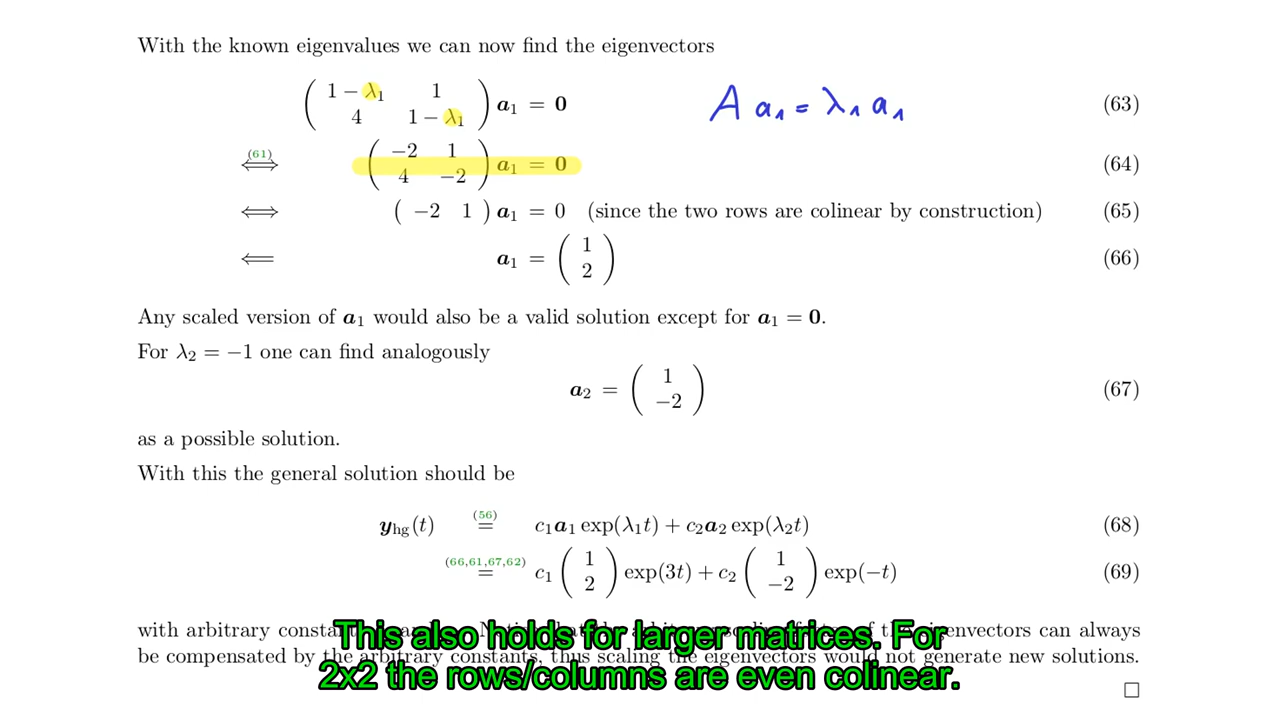 With the known eigenvalues we can now find the eigenvectors
( 1 − λ₁ 1 ; 4 1 − λ₁ ) a₁ = 0 (63)
A a₁ = λ₁ a₁
(61) ⟺ ( −2 1 ; 4 −2 ) a₁ = 0 (64)
⟺ ( −2 1 ) a₁ = 0 (since the two rows are colinear by construction) (65)
⟸ a₁ = ( 1 ; 2 ) (66)
Any scaled version of a₁ would also be a valid solution except for a₁ = 0.
For λ₂ = −1 one can find analogously
a₂ = ( 1 ; −2 ) (67)
as a possible solution.
With this the general solution should be
y_hg(t) (56) = c₁a₁ exp(λ₁t) + c₂a₂ exp(λ₂t) (68)
(66,61,67,62) = c₁ ( 1 ; 2 ) exp(3t) + c₂ ( 1 ; −2 ) exp(−t) (69)
with arbitrary eigenvectors can always
be compensated by the arbitrary constants, thus scaling the eigenvectors would not generate new solutions.
This also holds for larger matrices. For
2x2 the rows/columns are even colinear.
□